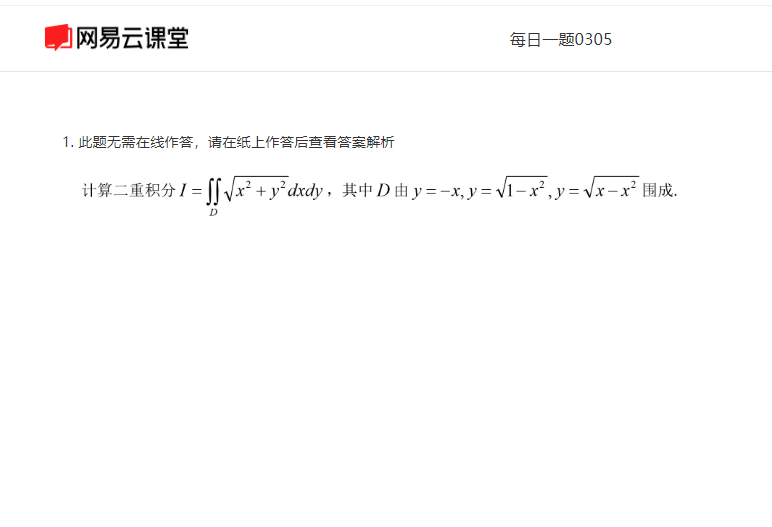 网易云课堂
每日一题0305
1. 此题无需在线作答，请在纸上作答后查看答案解析
计算二重积分 $I=\iint\limits_{D}\sqrt{x^2+y^2}dxdy$，其中 $D$ 由 $y=-x, y=\sqrt{1-x^2}, y=\sqrt{x-x^2}$ 围成.